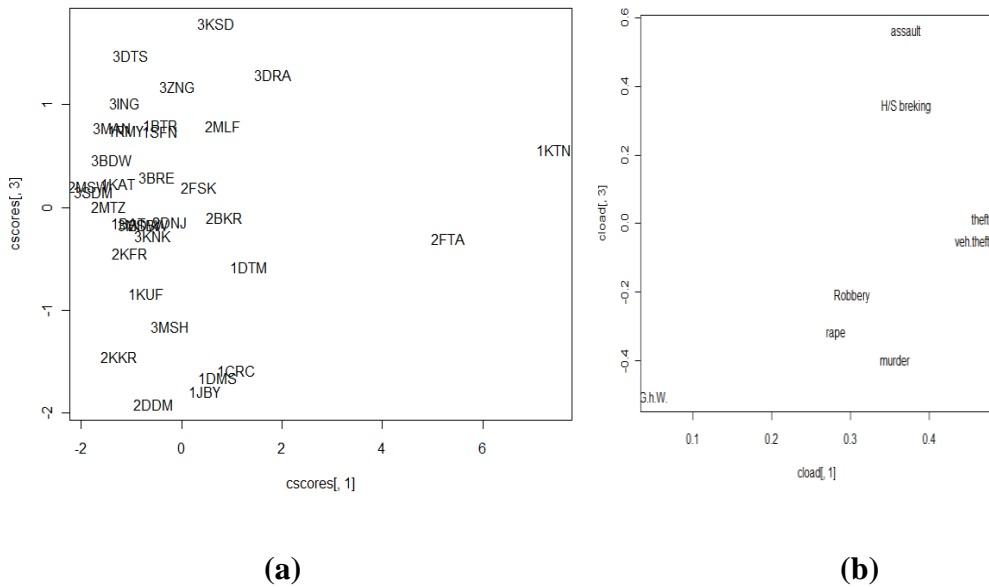 3KSD
3DTS
3ZNG
3DRA
3ING
3MAN
1BTR
1SFN
2MLF
1KTN
3BDW
1KAT
3BRE
2MSW
3SDM
2FSK
2MTZ
2BKR
3KNK
2FTA
2KFR
1DTM
1KUF
3MSH
2KKR
1CRC
1DMS
1JBY
2DDM
1
0
-1
-2
cscores[, 3]
-2 0 2 4 6
cscores[, 1]
(a)
assault
H/S breking
theft
veh.theft
Robbery
rape
murder
G.h.W.
0.6
0.4
0.2
0.0
-0.2
-0.4
cload[, 3]
0.1 0.2 0.3 0.4
cload[, 1]
(b)